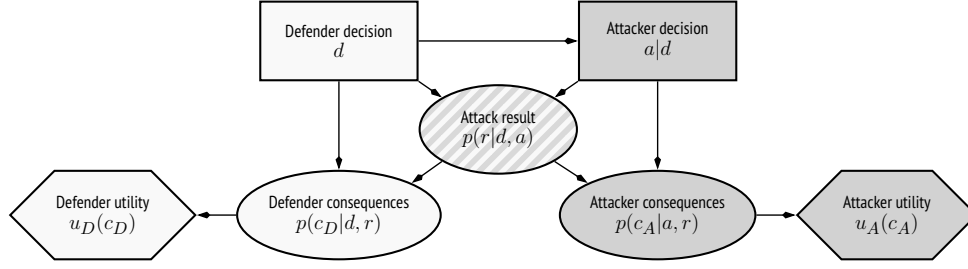 Defender decision
d
Attacker decision
a|d
Attack result
p(r|d, a)
Defender utility
u_D(c_D)
Defender consequences
p(c_D|d, r)
Attacker consequences
p(c_A|a, r)
Attacker utility
u_A(c_A)